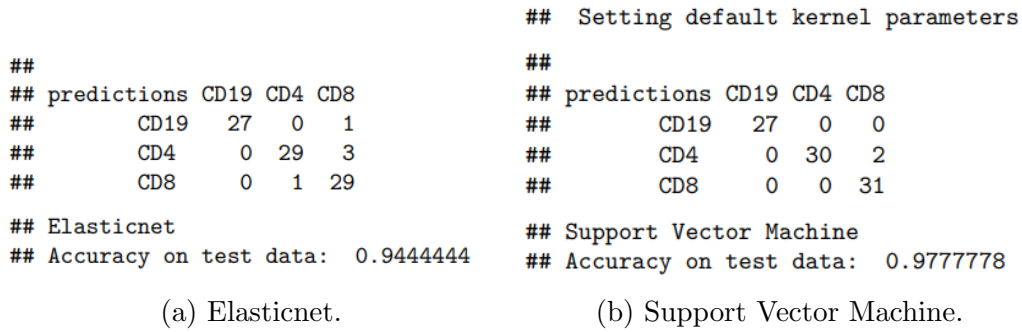 ##
## predictions CD19 CD4 CD8
## CD19 27 0 1
## CD4 0 29 3
## CD8 0 1 29
## Elasticnet
## Accuracy on test data: 0.9444444
(a) Elasticnet.
## Setting default kernel parameters
##
## predictions CD19 CD4 CD8
## CD19 27 0 0
## CD4 0 30 2
## CD8 0 0 31
## Support Vector Machine
## Accuracy on test data: 0.9777778
(b) Support Vector Machine.